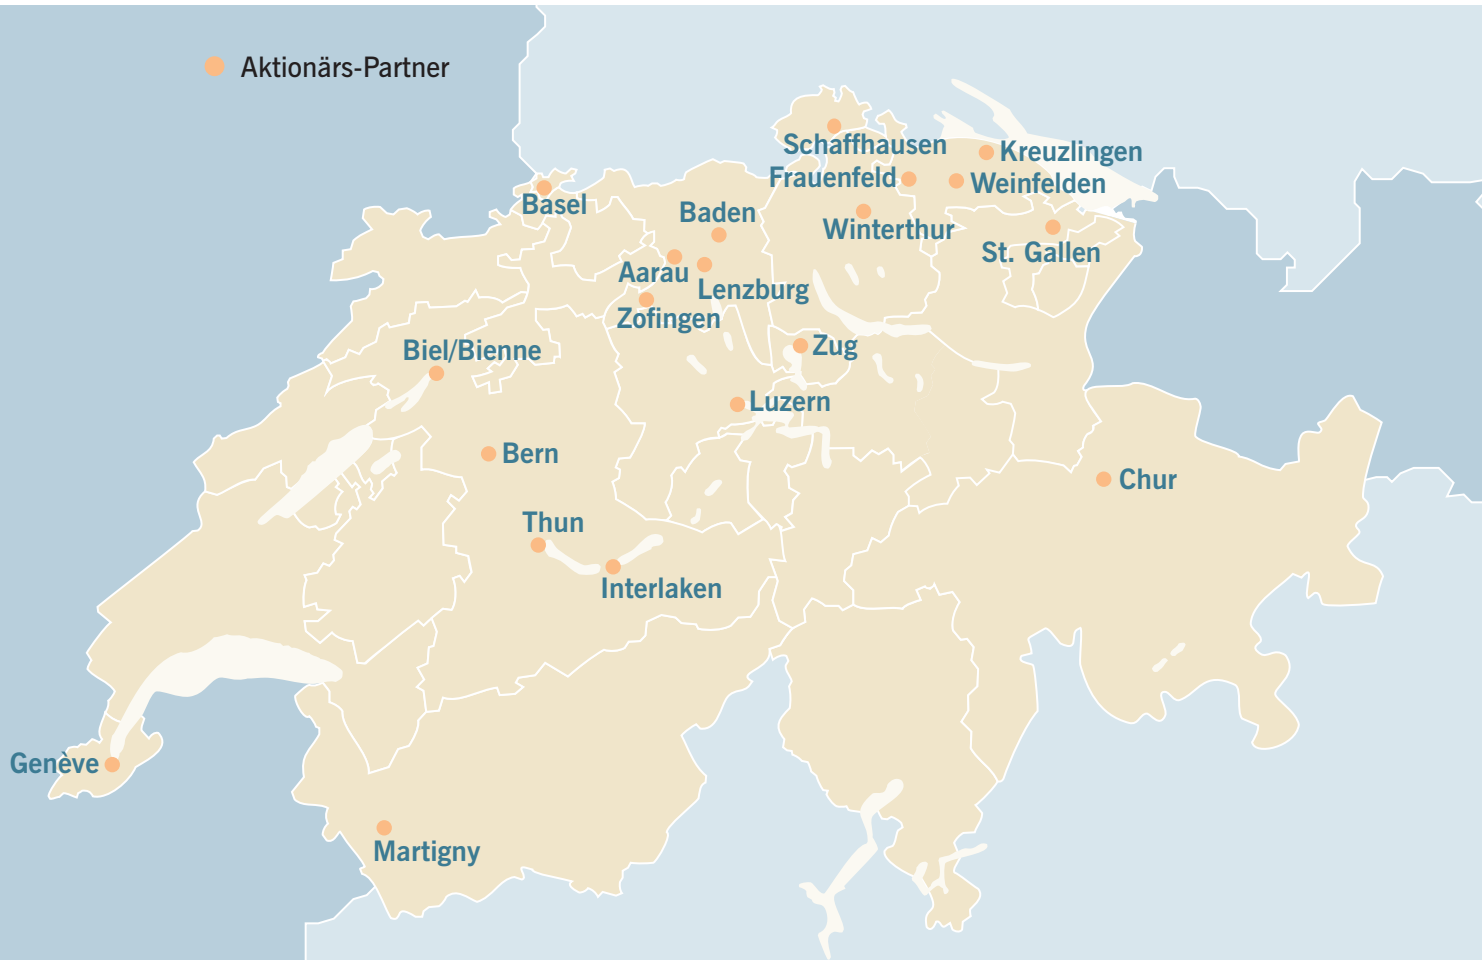 Aktionärs-Partner
Schaffhausen
Kreuzlingen
Frauenfeld
Weinfelden
Basel
Baden
Winterthur
St. Gallen
Aarau
Lenzburg
Zofingen
Biel/Bienne
Zug
Luzern
Bern
Chur
Thun
Interlaken
Genève
Martigny